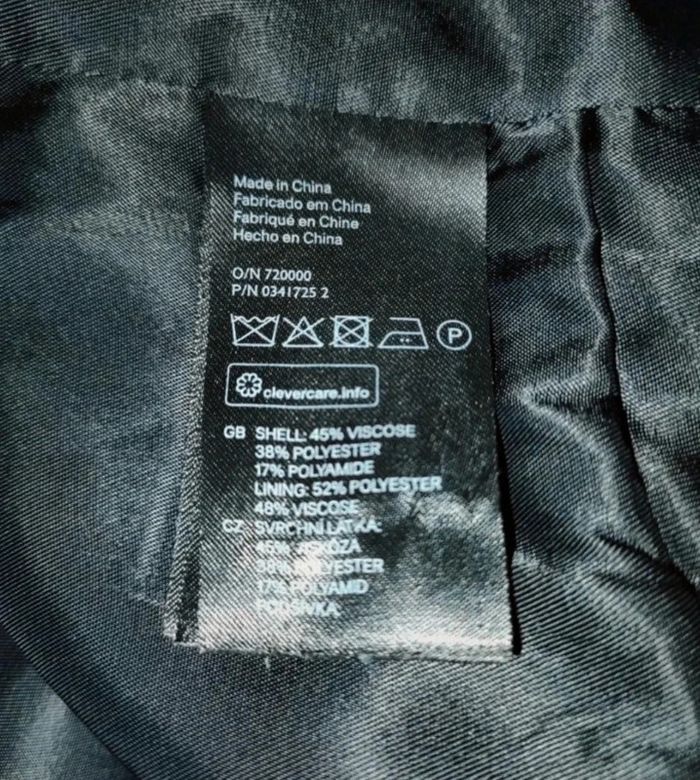 Made in China
Fabricado em China
Fabriqué en Chine
Hecho en China
O/N 720000
P/N 0341725 2
P
clevercare.info
GB SHELL: 45% VISCOSE
38% POLYESTER
17% POLYAMIDE
LINING: 52% POLYESTER
48% VISCOSE
CZ SVRCHNÍ LÁTKA:
45% VISKÓZA
38% POLYESTER
17% POLYAMID
PODŠÍVKA: